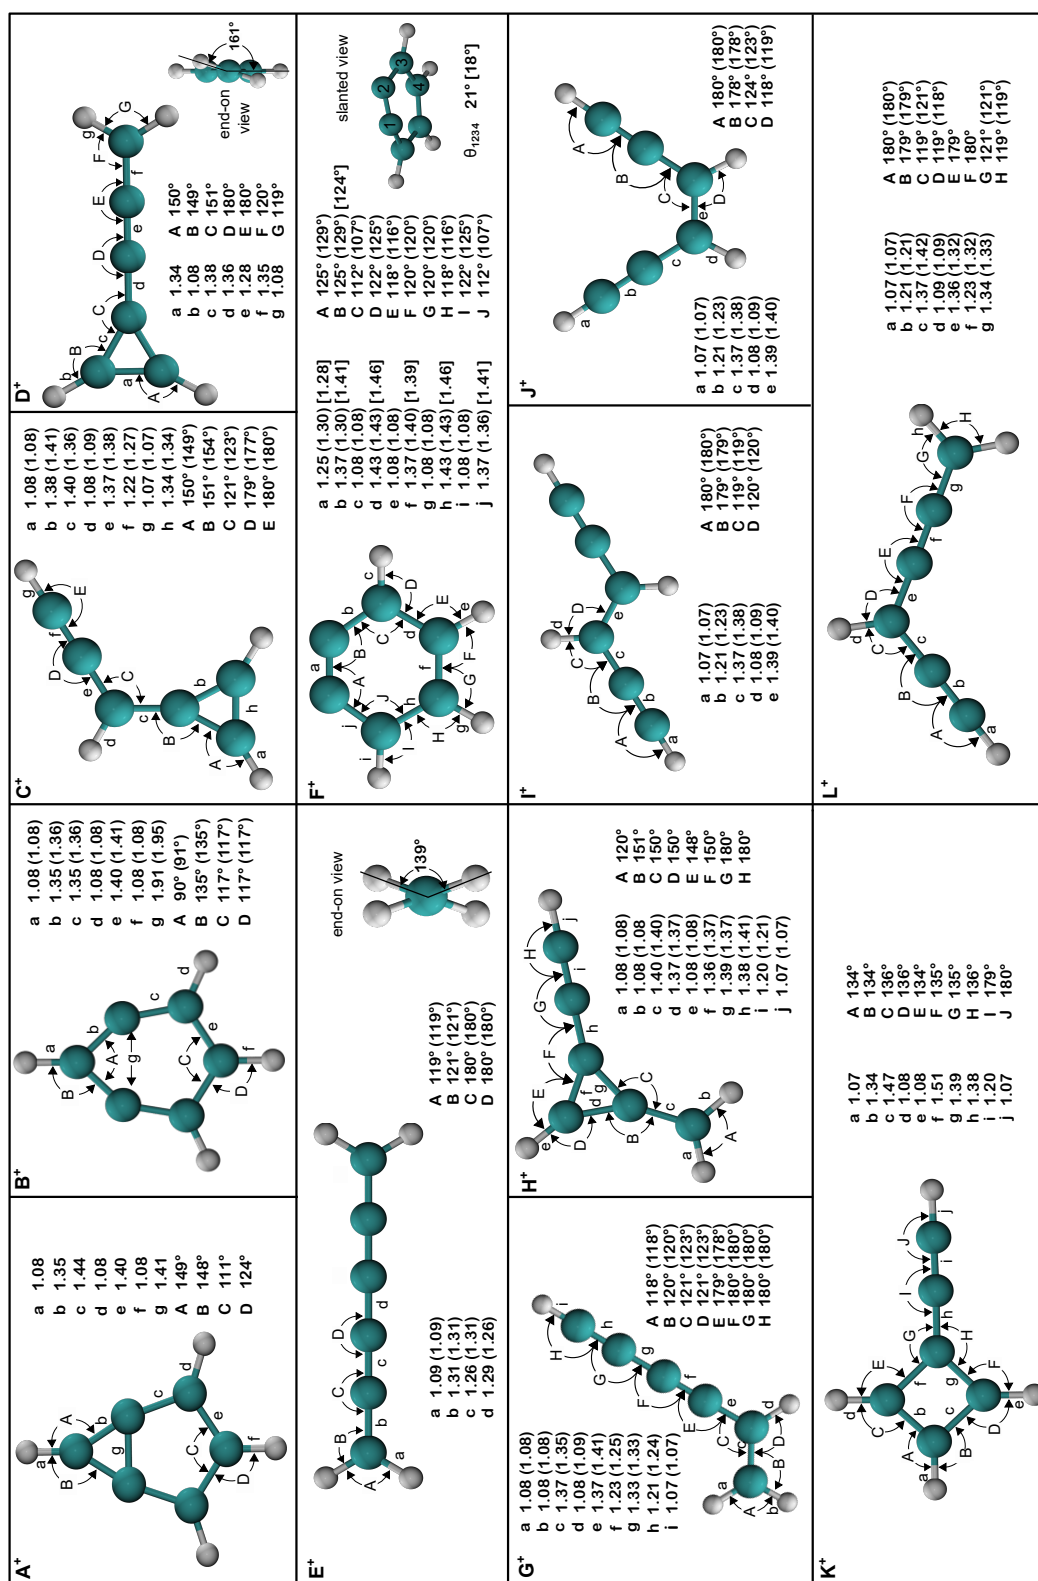 A⁺
a
A
B
b
g
c
d
e
C
D
f
a 1.08
b 1.35
c 1.44
d 1.08
e 1.40
f 1.08
g 1.41
A 149°
B 148°
C 111°
D 124°
B⁺
a
B
b
A
g
c
d
e
C
D
f
a 1.08 (1.08)
b 1.35 (1.36)
c 1.35 (1.36)
d 1.08 (1.08)
e 1.40 (1.41)
f 1.08 (1.08)
g 1.91 (1.95)
A 90° (91°)
B 135° (135°)
C 117° (117°)
D 117° (117°)
C⁺
g
E
f
D
e
C
d
c
B
b
A
h
a
a 1.08 (1.08)
b 1.38 (1.41)
c 1.40 (1.36)
d 1.08 (1.09)
e 1.37 (1.38)
f 1.22 (1.27)
g 1.07 (1.07)
h 1.34 (1.34)
A 150° (149°)
B 151° (154°)
C 121° (123°)
D 179° (177°)
E 180° (180°)
D⁺
b
B
c
C
a
A
d
D
e
E
f
F
g
G
a 1.34
b 1.08
c 1.38
d 1.36
e 1.28
f 1.35
g 1.08
A 150°
B 149°
C 151°
D 180°
E 180°
F 120°
G 119°
end-on
view
161°
E⁺
A
a
B
b
C
c
D
d
a 1.09 (1.09)
b 1.31 (1.31)
c 1.26 (1.31)
d 1.29 (1.26)
A 119° (119°)
B 121° (121°)
C 180° (180°)
D 180° (180°)
end-on view
139°
F⁺
a
A
B
b
c
C
D
d
E
e
f
F
G
g
h
H
I
i
J
j
a 1.25 (1.30) [1.28]
b 1.37 (1.30) [1.41]
c 1.08 (1.08)
d 1.43 (1.43) [1.46]
e 1.08 (1.08)
f 1.37 (1.40) [1.39]
g 1.08 (1.08)
h 1.43 (1.43) [1.46]
i 1.08 (1.08)
j 1.37 (1.36) [1.41]
A 125° (129°)
B 125° (129°) [124°]
C 112° (107°)
D 122° (125°)
E 118° (116°)
F 120° (120°)
G 120° (120°)
H 118° (116°)
I 122° (125°)
J 112° (107°)
slanted view
1
2
3
4
θ₁₂₃₄ 21° [18°]
G⁺
a 1.08 (1.08)
b 1.08 (1.08)
c 1.37 (1.35)
d 1.08 (1.09)
e 1.37 (1.41)
f 1.23 (1.25)
g 1.33 (1.33)
h 1.21 (1.24)
i 1.07 (1.07)
a
A
b
B
c
C
D
d
e
E
f
F
g
G
h
H
i
A 118° (118°)
B 120° (120°)
C 121° (123°)
D 121° (123°)
E 179° (178°)
F 180° (180°)
G 180° (180°)
H 180° (180°)
H⁺
e
E
D
d
f
F
g
B
C
c
a
b
A
h
G
i
H
j
a 1.08 (1.08)
b 1.08 (1.08
c 1.40 (1.40)
d 1.37 (1.37)
e 1.08 (1.08)
f 1.36 (1.37)
g 1.39 (1.37)
h 1.38 (1.41)
i 1.20 (1.21)
j 1.07 (1.07)
A 120°
B 151°
C 150°
D 150°
E 148°
F 150°
G 180°
H 180°
I⁺
a
A
b
B
c
C
d
D
e
a 1.07 (1.07)
b 1.21 (1.23)
c 1.37 (1.38)
d 1.08 (1.09)
e 1.39 (1.40)
A 180° (180°)
B 179° (179°)
C 119° (119°)
D 120° (120°)
J⁺
a
b
c
d
e
A
B
C
D
a 1.07 (1.07)
b 1.21 (1.23)
c 1.37 (1.38)
d 1.08 (1.09)
e 1.39 (1.40)
A 180° (180°)
B 178° (178°)
C 124° (123°)
D 118° (119°)
K⁺
a
A
B
b
c
C
d
E
D
e
F
f
g
G
H
h
I
i
J
j
a 1.07
b 1.34
c 1.47
d 1.08
e 1.08
f 1.51
g 1.39
h 1.38
i 1.20
j 1.07
A 134°
B 134°
C 136°
D 136°
E 134°
F 135°
G 135°
H 136°
I 179°
J 180°
L⁺
a
A
b
B
c
C
d
D
e
E
f
F
g
G
h
H
a 1.07 (1.07)
b 1.21 (1.21)
c 1.37 (1.42)
d 1.09 (1.09)
e 1.36 (1.32)
f 1.23 (1.32)
g 1.34 (1.33)
A 180° (180°)
B 179° (179°)
C 119° (121°)
D 119° (118°)
E 179°
F 180°
G 121° (121°)
H 119° (119°)